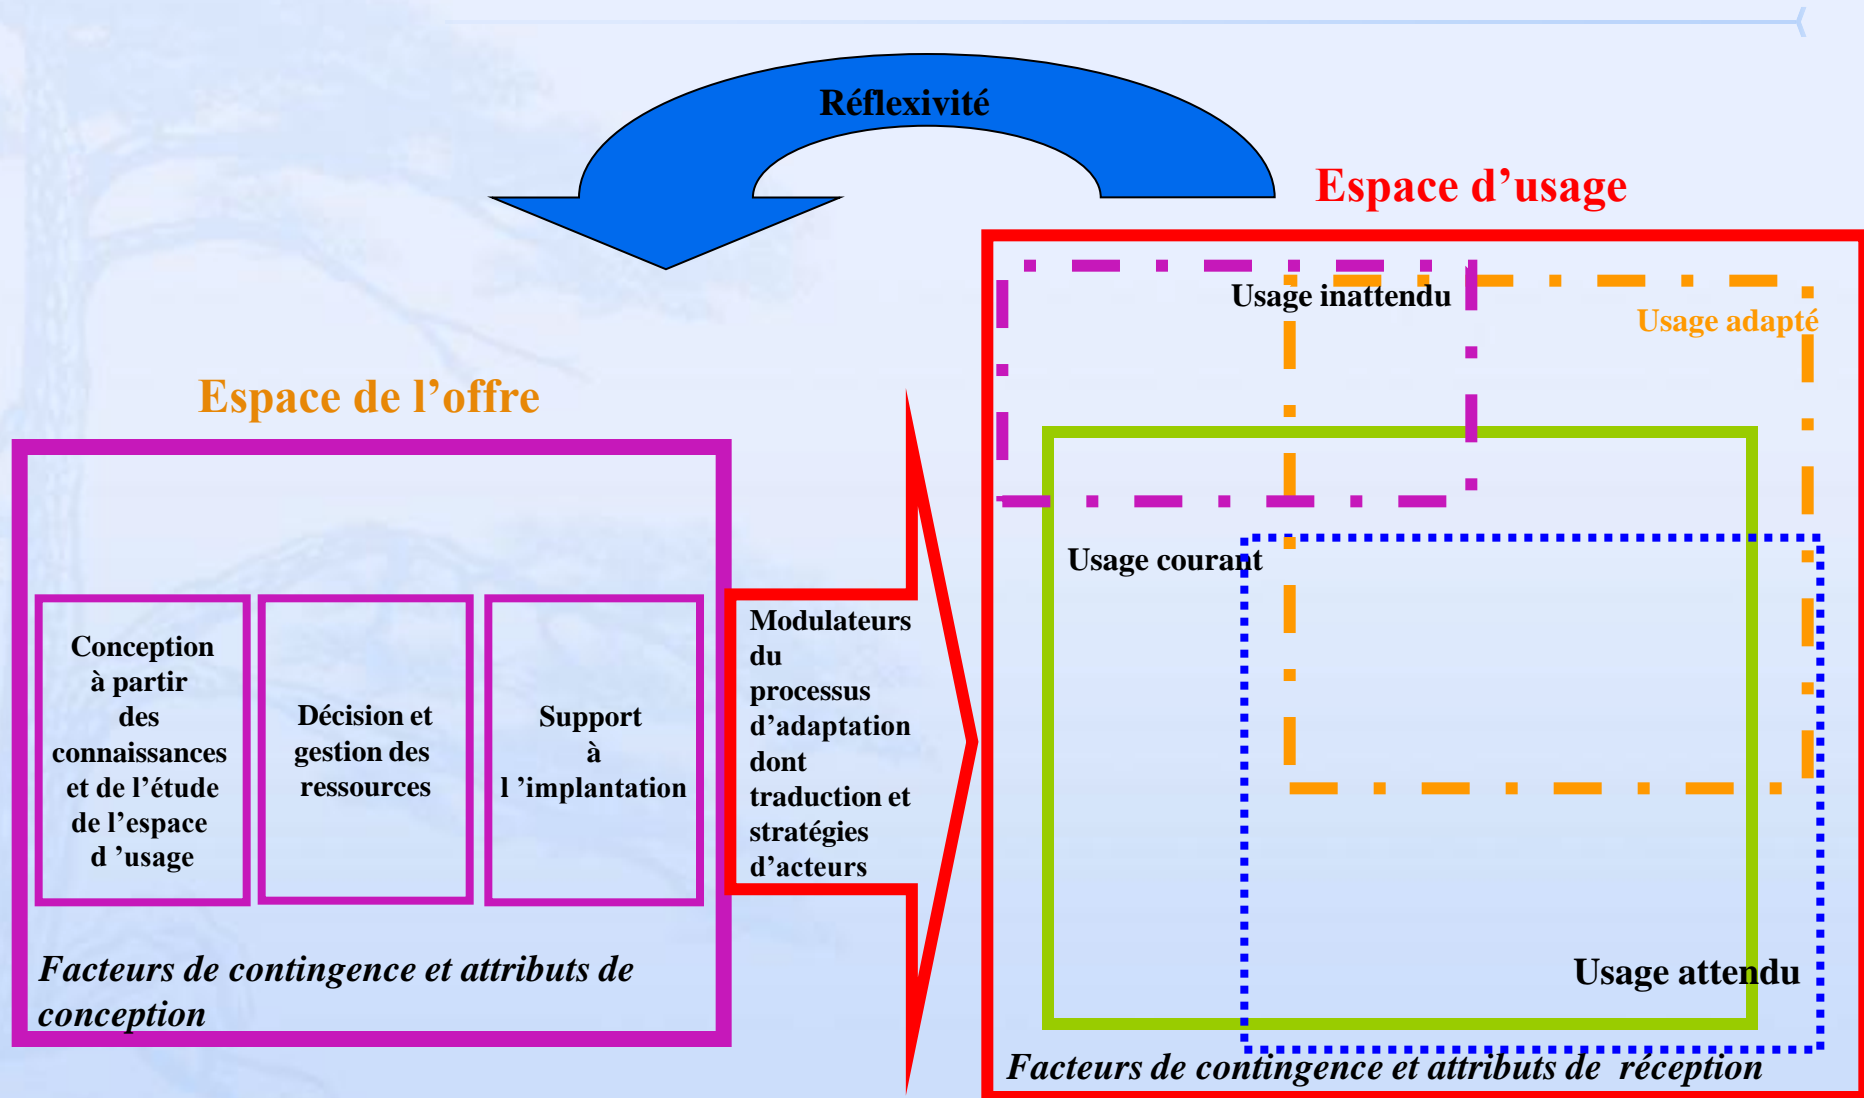 Réflexivité
Espace d’usage
Usage inattendu
Usage adapté
Espace de l’offre
Usage courant
Conception
à partir
des
connaissances
et de l’étude
de l’espace
d ’usage
Décision et
gestion des
ressources
Support
à
l ’implantation
Modulateurs
du
processus
d’adaptation
dont
traduction et
stratégies
d’acteurs
Facteurs de contingence et attributs de
conception
Usage attendu
Facteurs de contingence et attributs de réception